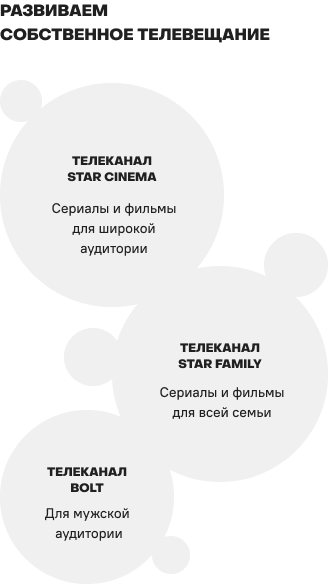 РАЗВИВАЕМ
СОБСТВЕННОЕ ТЕЛЕВЕЩАНИЕ
ТЕЛЕКАНАЛ
STAR CINEMA
Сериалы и фильмы
для широкой
аудитории
ТЕЛЕКАНАЛ
STAR FAMILY
Сериалы и фильмы
для всей семьи
ТЕЛЕКАНАЛ
BOLT
Для мужской
аудитории